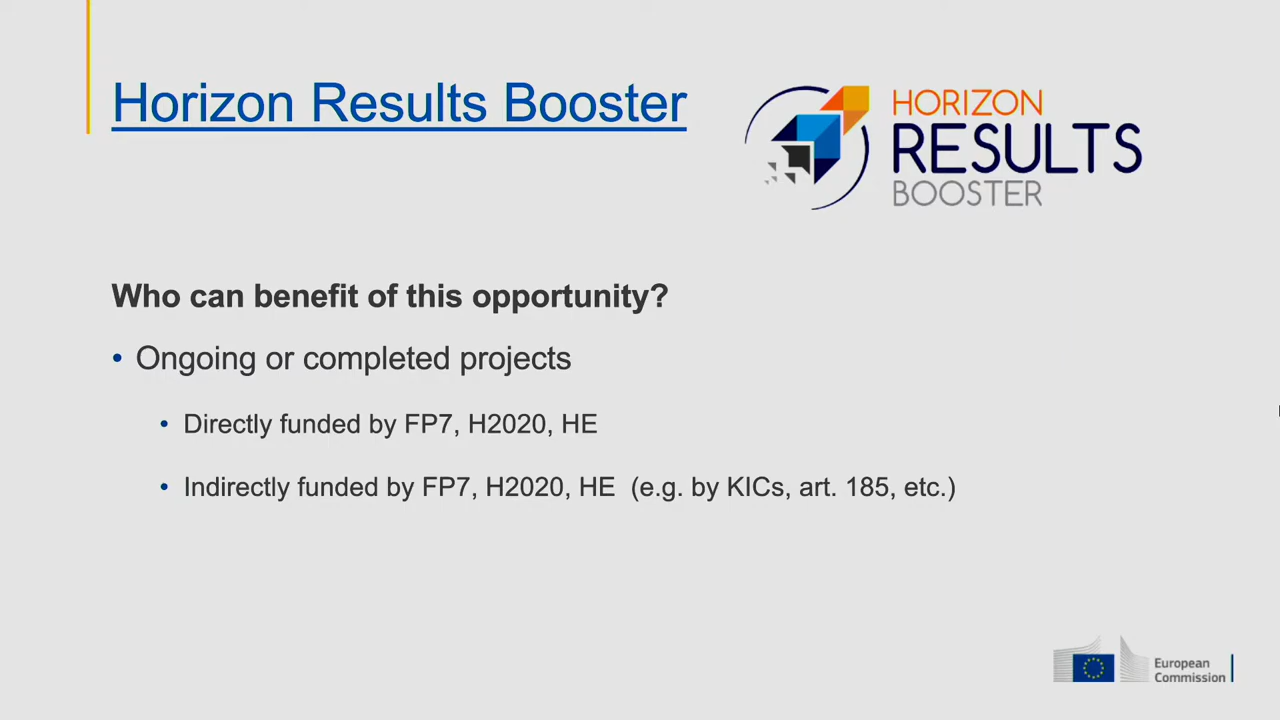 Horizon Results Booster
HORIZON
RESULTS
BOOSTER
Who can benefit of this opportunity?
• Ongoing or completed projects
• Directly funded by FP7, H2020, HE
• Indirectly funded by FP7, H2020, HE (e.g. by KICs, art. 185, etc.)
European
Commission